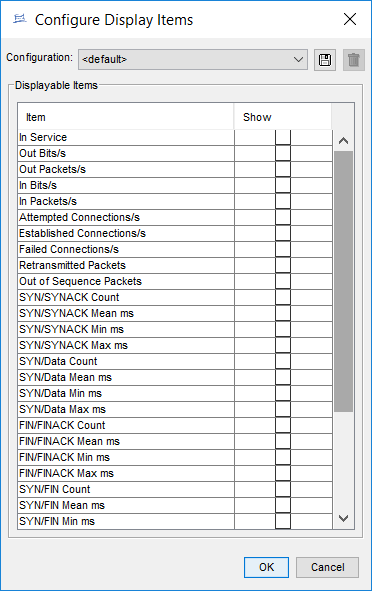 Configure Display Items
Configuration: <default>
Displayable Items
Item Show
In Service
Out Bits/s
Out Packets/s
In Bits/s
In Packets/s
Attempted Connections/s
Established Connections/s
Failed Connections/s
Retransmitted Packets
Out of Sequence Packets
SYN/SYNACK Count
SYN/SYNACK Mean ms
SYN/SYNACK Min ms
SYN/SYNACK Max ms
SYN/Data Count
SYN/Data Mean ms
SYN/Data Min ms
SYN/Data Max ms
FIN/FINACK Count
FIN/FINACK Mean ms
FIN/FINACK Min ms
FIN/FINACK Max ms
SYN/FIN Count
SYN/FIN Mean ms
SYN/FIN Min ms
OK Cancel